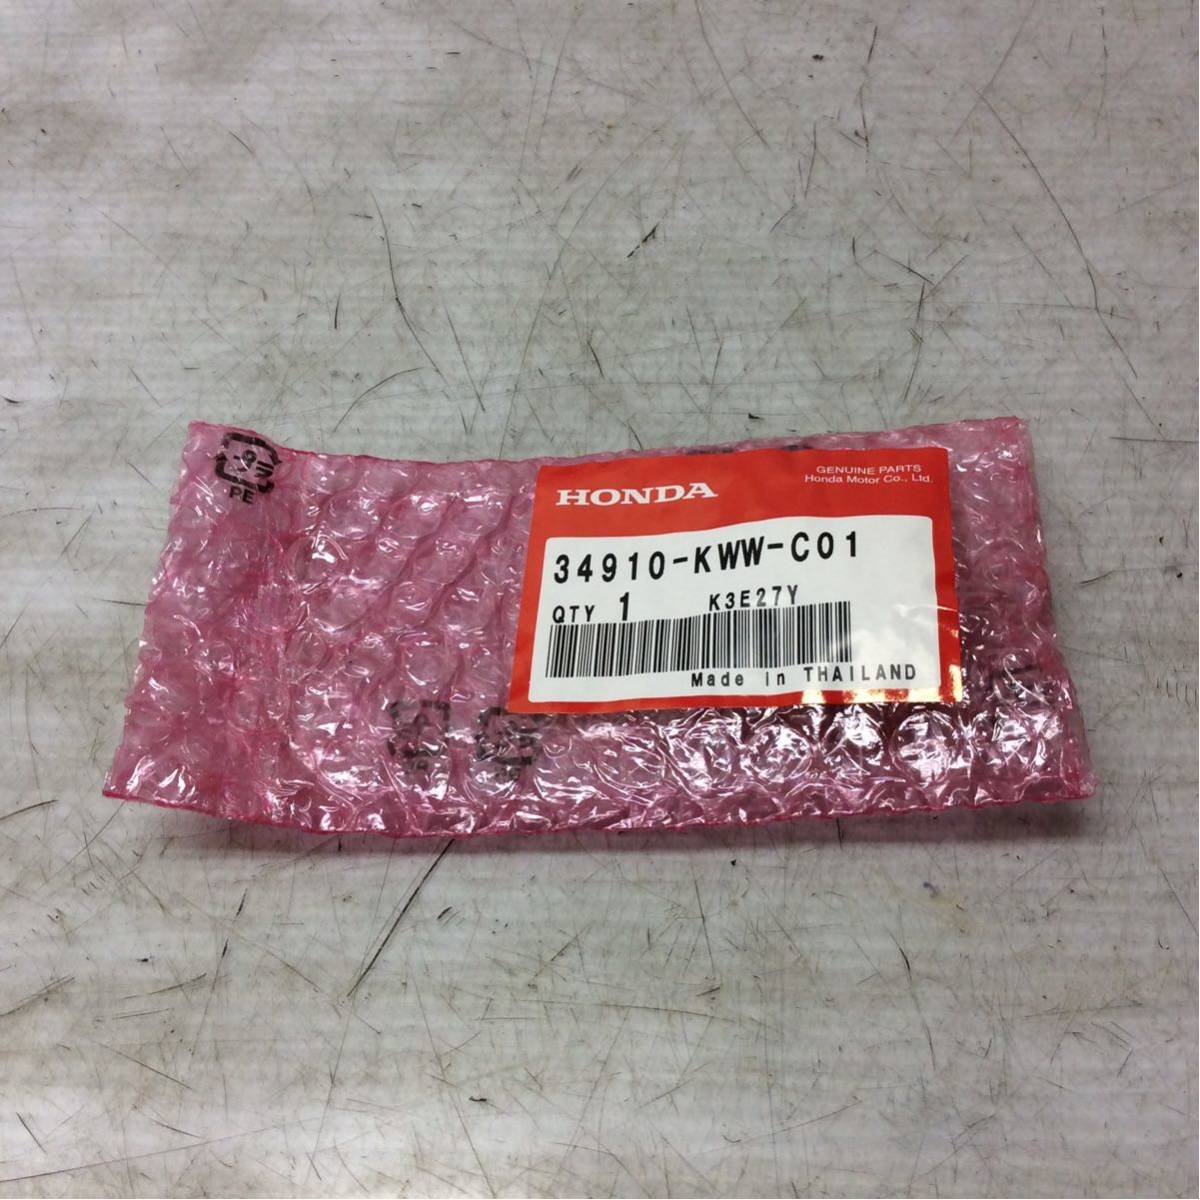 PE
HONDA
GENUINE PARTS
Honda Motor Co., Ltd.
34910-KWW-C01
QTY 1 K3E27Y
Made in THAILAND